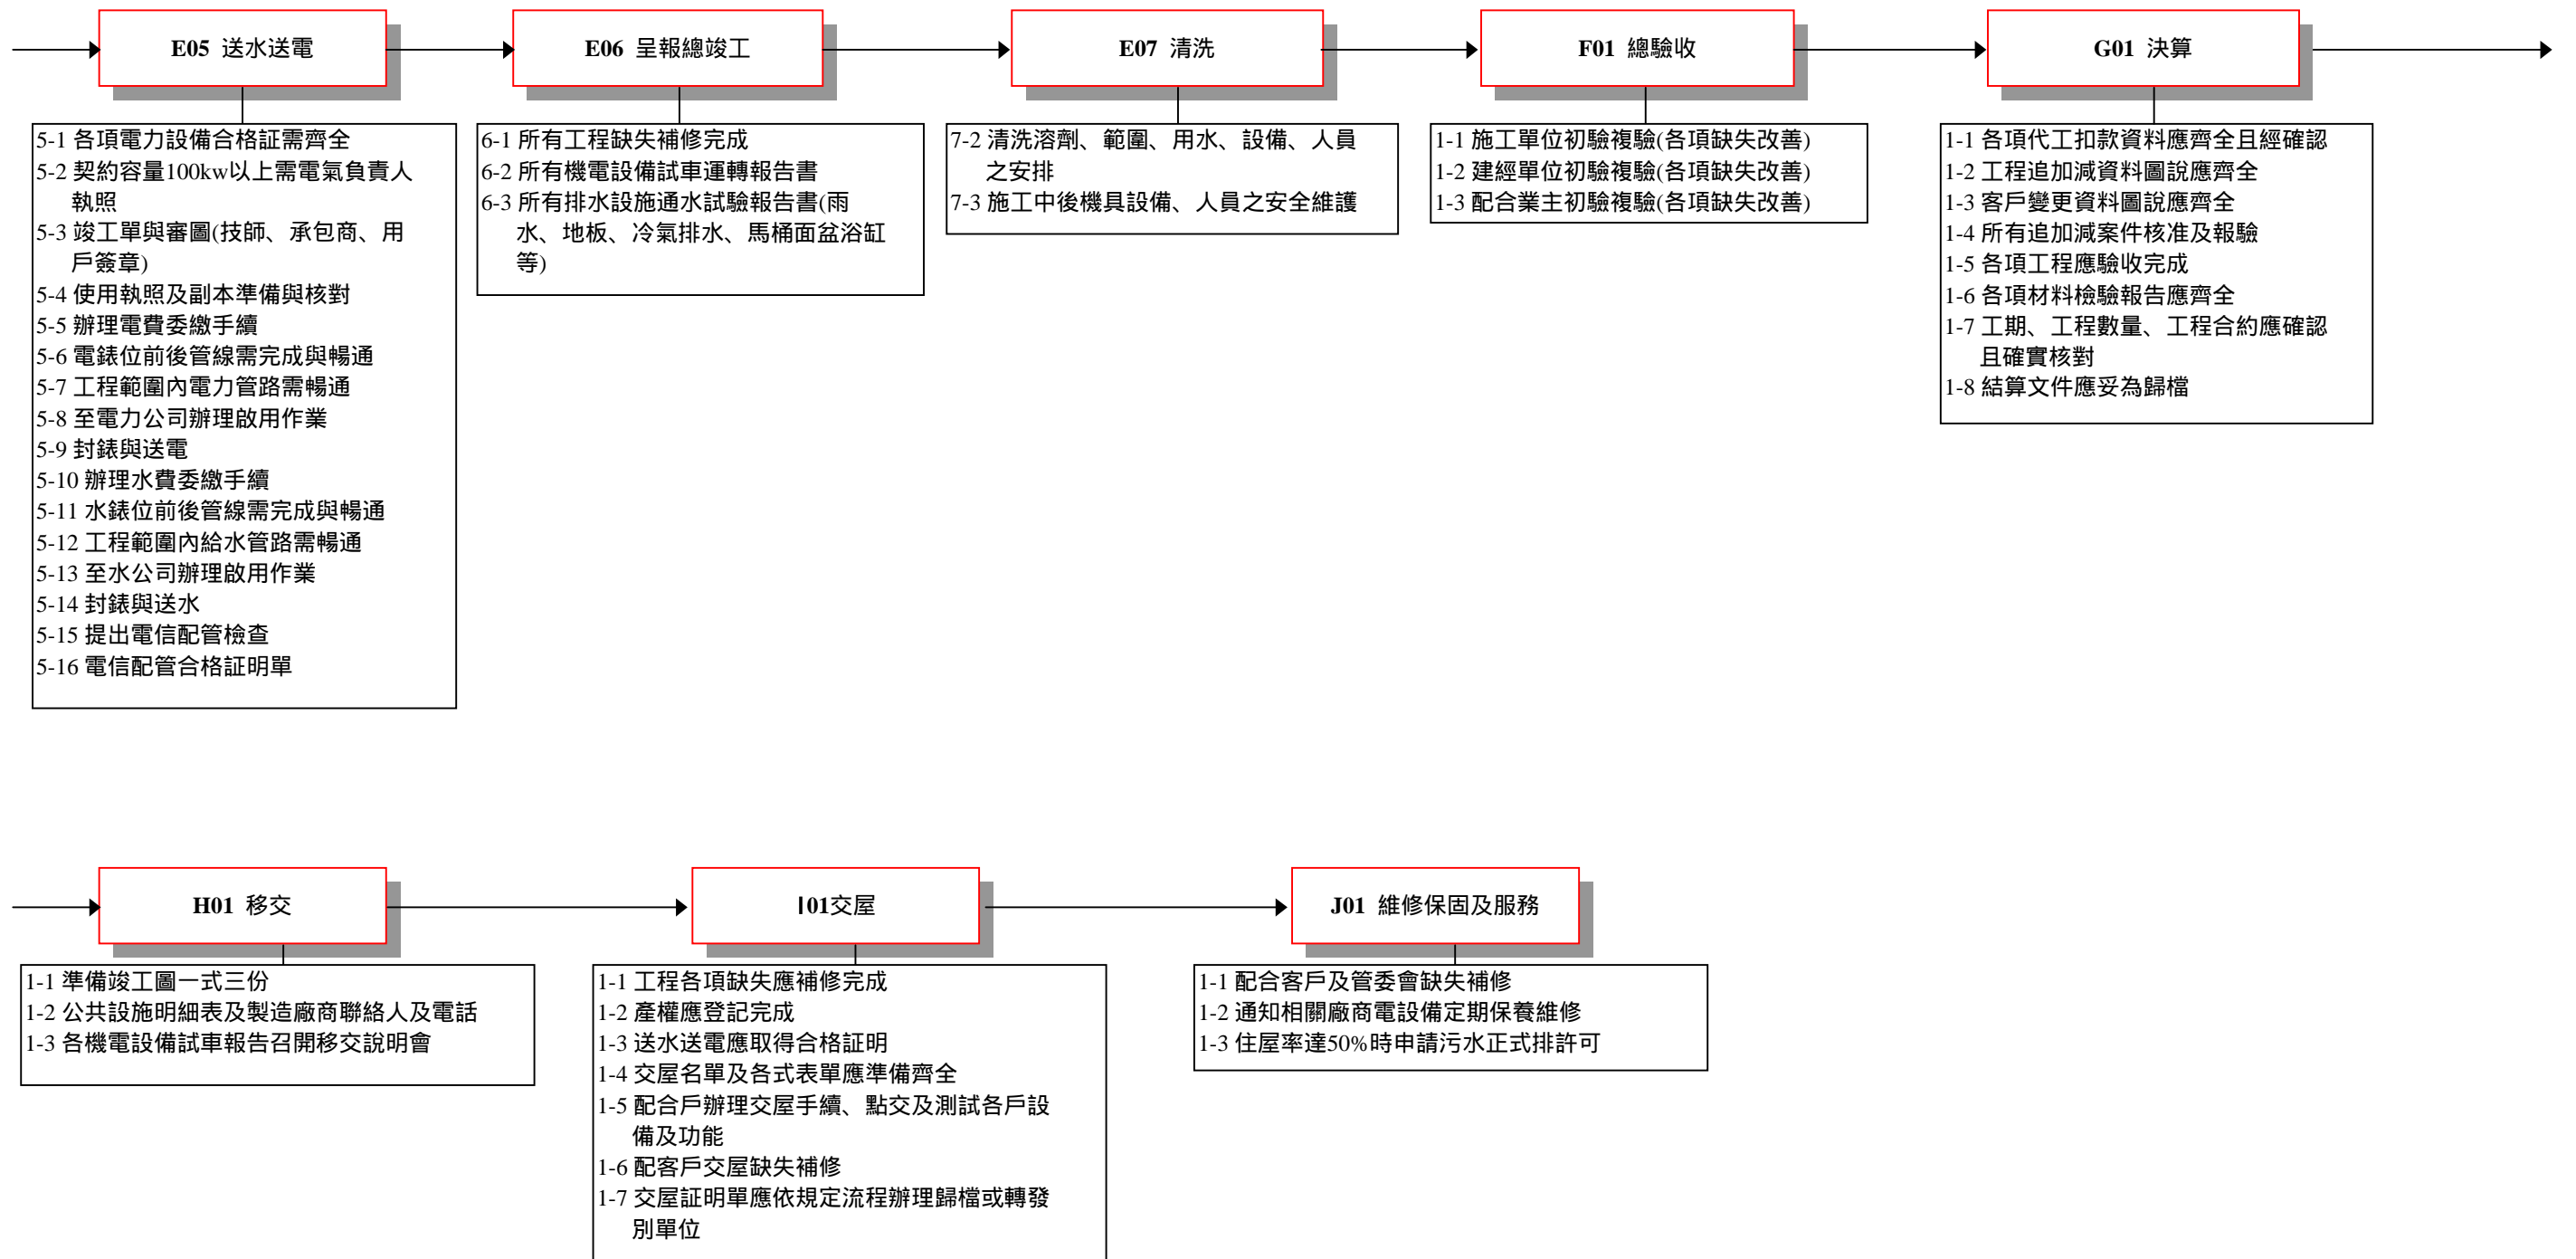 E05 送水送電
E06 呈報總竣工
E07 清洗
F01 總驗收
G01 決算
5-1 各項電力設備合格証需齊全
5-2 契約容量100kw以上需電氣負責人
執照
5-3 竣工單與審圖(技師、承包商、用
戶簽章)
5-4 使用執照及副本準備與核對
5-5 辦理電費委繳手續
5-6 電錶位前後管線需完成與暢通
5-7 工程範圍內電力管路需暢通
5-8 至電力公司辦理啟用作業
5-9 封錶與送電
5-10 辦理水費委繳手續
5-11 水錶位前後管線需完成與暢通
5-12 工程範圍內給水管路需暢通
5-13 至水公司辦理啟用作業
5-14 封錶與送水
5-15 提出電信配管檢查
5-16 電信配管合格証明單
6-1 所有工程缺失補修完成
6-2 所有機電設備試車運轉報告書
6-3 所有排水設施通水試驗報告書(雨
水、地板、冷氣排水、馬桶面盆浴缸
等)
7-2 清洗溶劑、範圍、用水、設備、人員
之安排
7-3 施工中後機具設備、人員之安全維護
1-1 施工單位初驗複驗(各項缺失改善)
1-2 建經單位初驗複驗(各項缺失改善)
1-3 配合業主初驗複驗(各項缺失改善)
1-1 各項代工扣款資料應齊全且經確認
1-2 工程追加減資料圖說應齊全
1-3 客戶變更資料圖說應齊全
1-4 所有追加減案件核准及報驗
1-5 各項工程應驗收完成
1-6 各項材料檢驗報告應齊全
1-7 工期、工程數量、工程合約應確認
且確實核對
1-8 結算文件應妥為歸檔
H01 移交
I01交屋
J01 維修保固及服務
1-1 準備竣工圖一式三份
1-2 公共設施明細表及製造廠商聯絡人及電話
1-3 各機電設備試車報告召開移交說明會
1-1 工程各項缺失應補修完成
1-2 產權應登記完成
1-3 送水送電應取得合格証明
1-4 交屋名單及各式表單應準備齊全
1-5 配合戶辦理交屋手續、點交及測試各戶設
備及功能
1-6 配客戶交屋缺失補修
1-7 交屋証明單應依規定流程辦理歸檔或轉發
別單位
1-1 配合客戶及管委會缺失補修
1-2 通知相關廠商電設備定期保養維修
1-3 住屋率達50%時申請污水正式排許可